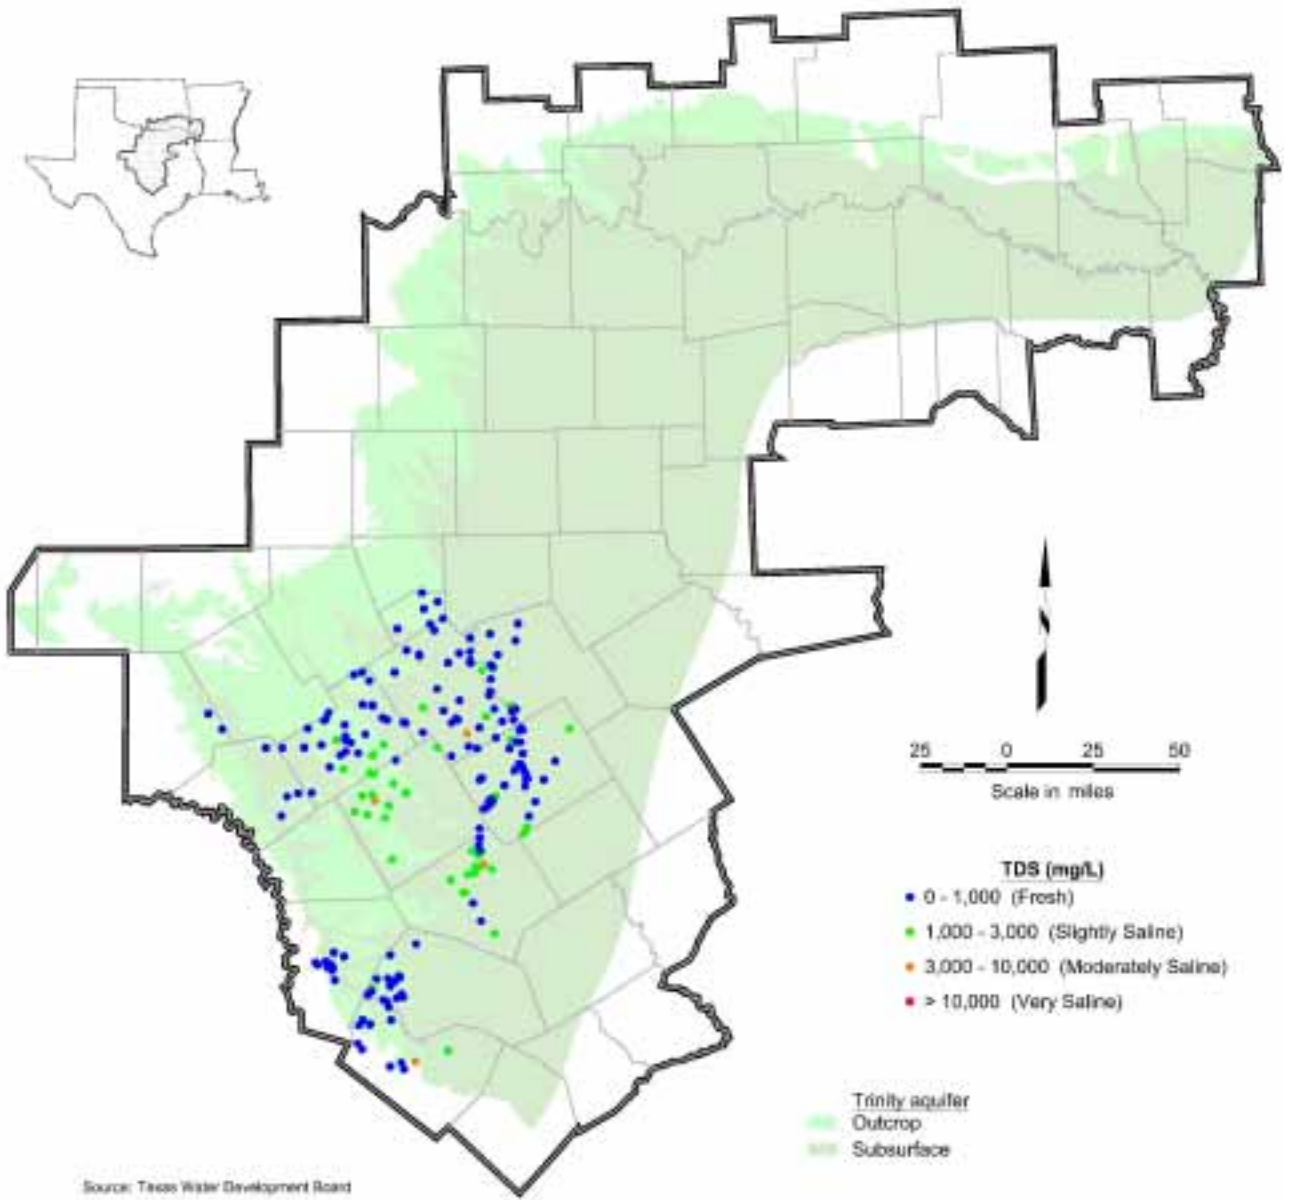 25 0 25 50
Scale in miles
TDS (mg/L)
0 - 1,000 (Fresh)
1,000 - 3,000 (Slightly Saline)
3,000 - 10,000 (Moderately Saline)
> 10,000 (Very Saline)
Trinity aquifer
Outcrop
Subsurface
Source: Texas Water Development Board